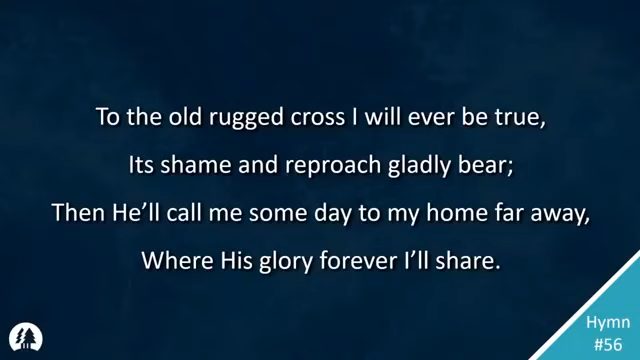 To the old rugged cross I will ever be true,
Its shame and reproach gladly bear;
Then He’ll call me some day to my home far away,
Where His glory forever I’ll share.
Hymn
#56